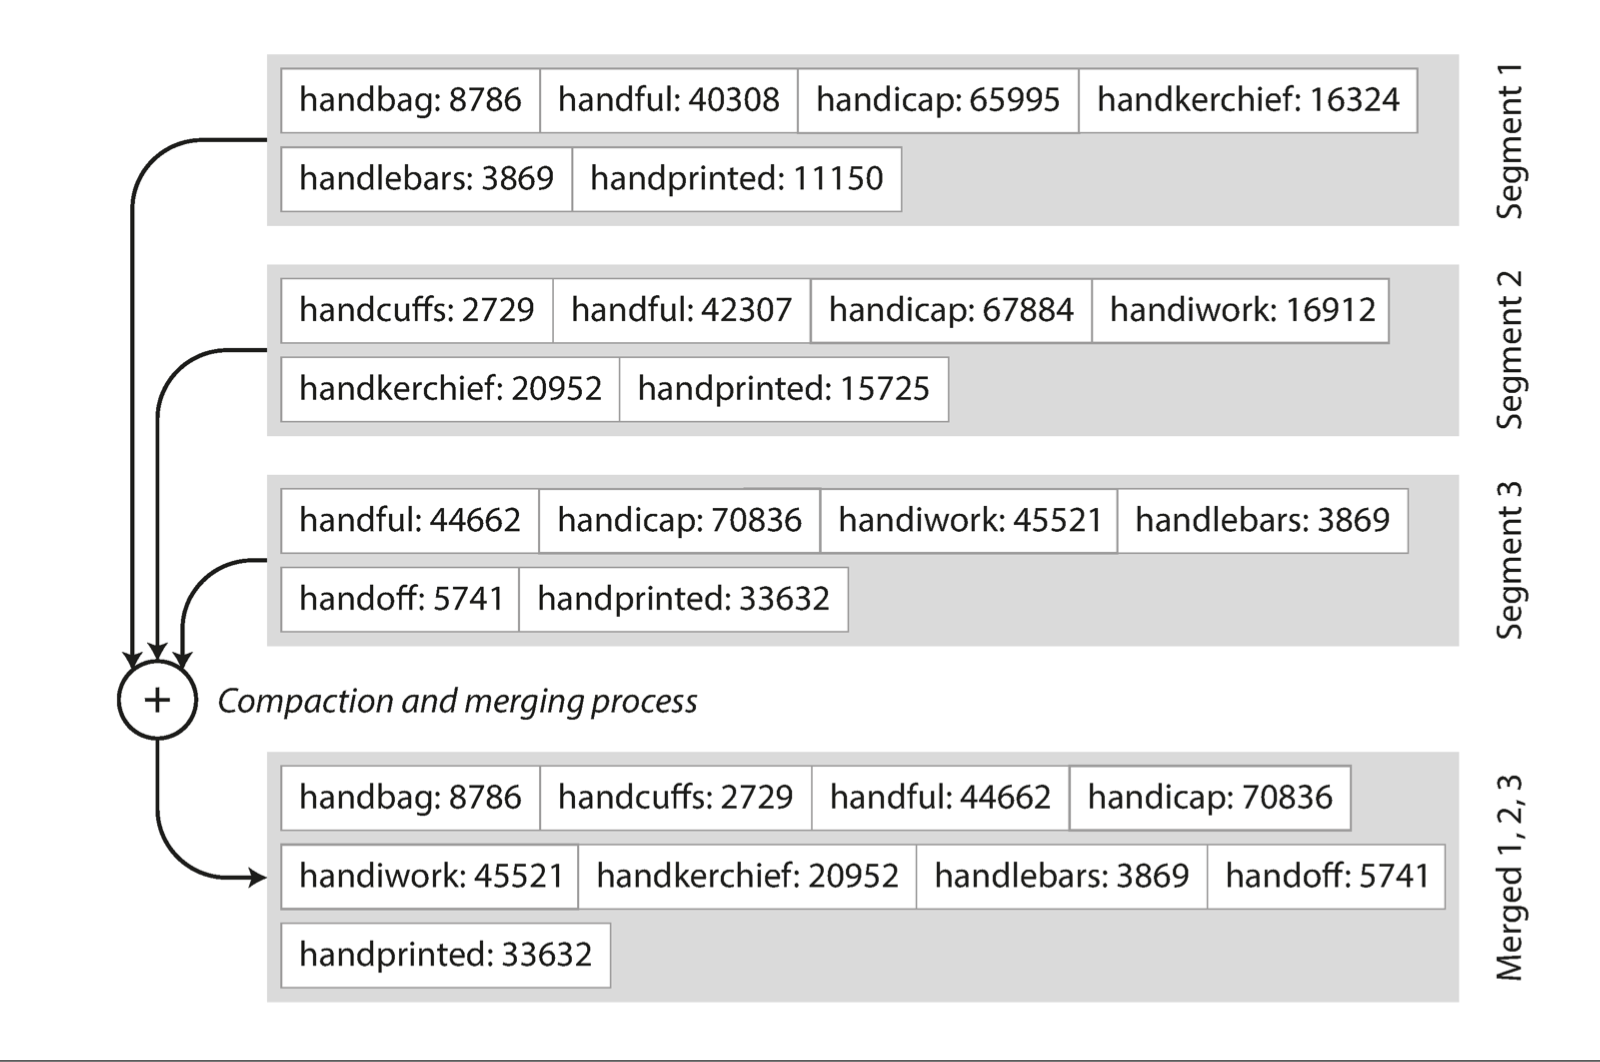 handbag: 8786 handful: 40308 handicap: 65995 handkerchief: 16324
handlebars: 3869 handprinted: 11150
Segment 1
handcuffs: 2729 handful: 42307 handicap: 67884 handiwork: 16912
handkerchief: 20952 handprinted: 15725
Segment 2
handful: 44662 handicap: 70836 handiwork: 45521 handlebars: 3869
handoff: 5741 handprinted: 33632
Segment 3
+ Compaction and merging process
handbag: 8786 handcuffs: 2729 handful: 44662 handicap: 70836
handiwork: 45521 handkerchief: 20952 handlebars: 3869 handoff: 5741
handprinted: 33632
Merged 1, 2, 3